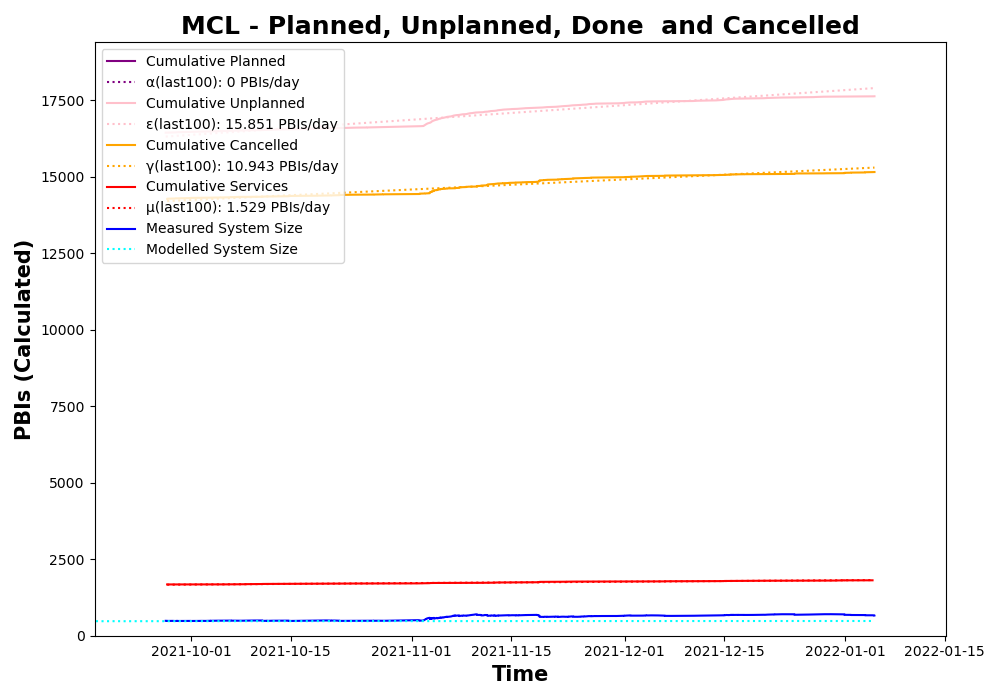 MCL - Planned, Unplanned, Done  and Cancelled
Cumulative Planned
α(last100): 0 PBIs/day
Cumulative Unplanned
ε(last100): 15.851 PBIs/day
Cumulative Cancelled
γ(last100): 10.943 PBIs/day
Cumulative Services
μ(last100): 1.529 PBIs/day
Measured System Size
Modelled System Size
PBIs (Calculated)
17500
15000
12500
10000
7500
5000
2500
0
2021-10-01 2021-10-15 2021-11-01 2021-11-15 2021-12-01 2021-12-15 2022-01-01 2022-01-15
Time